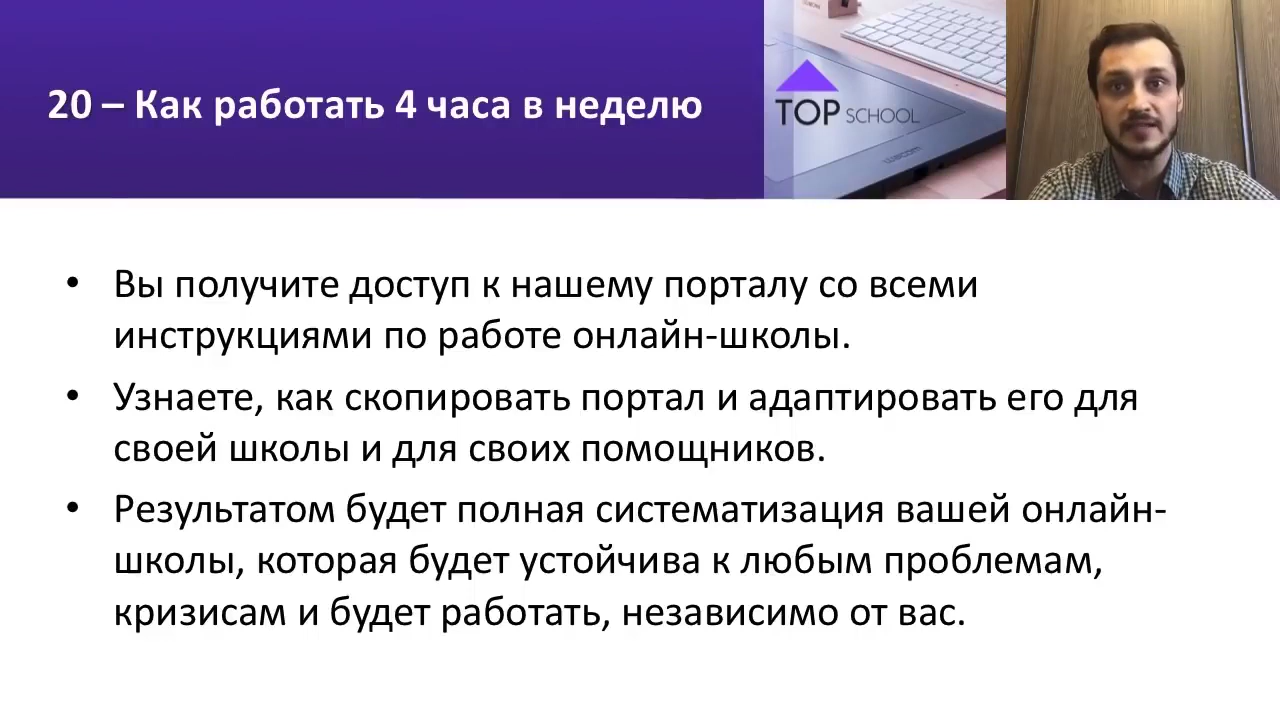 20 – Как работать 4 часа в неделю
TOP SCHOOL
wacom
• Вы получите доступ к нашему порталу со всеми
инструкциями по работе онлайн-школы.
• Узнаете, как скопировать портал и адаптировать его для
своей школы и для своих помощников.
• Результатом будет полная систематизация вашей онлайн-
школы, которая будет устойчива к любым проблемам,
кризисам и будет работать, независимо от вас.